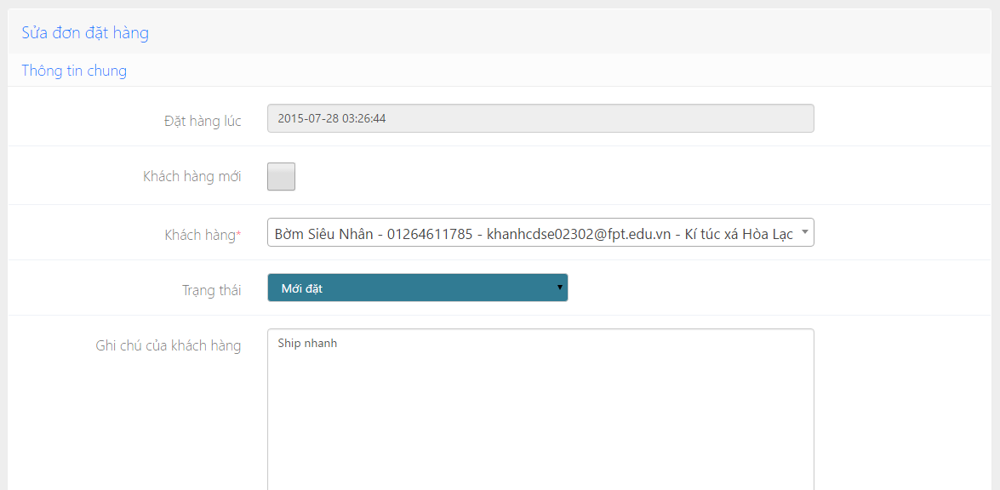 Sửa đơn đặt hàng
Thông tin chung
Đặt hàng lúc 2015-07-28 03:26:44
Khách hàng mới
Khách hàng* Bờm Siêu Nhân - 01264611785 - khanhcdse02302@fpt.edu.vn - Kí túc xá Hòa Lạc
Trạng thái Mới đặt
Ghi chú của khách hàng Ship nhanh